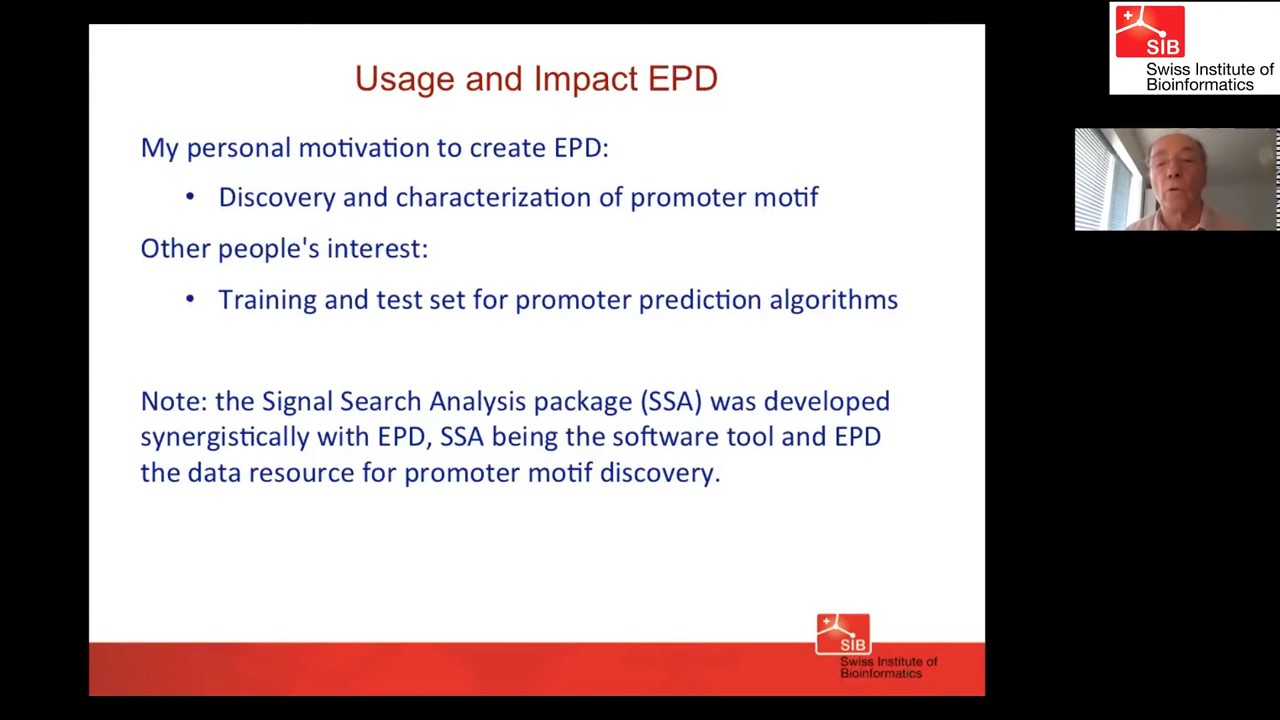 Usage and Impact EPD
My personal motivation to create EPD:
• Discovery and characterization of promoter motif
Other people's interest:
• Training and test set for promoter prediction algorithms
Note: the Signal Search Analysis package (SSA) was developed
synergistically with EPD, SSA being the software tool and EPD
the data resource for promoter motif discovery.
SIB
Swiss Institute of
Bioinformatics
SIB
Swiss Institute of
Bioinformatics